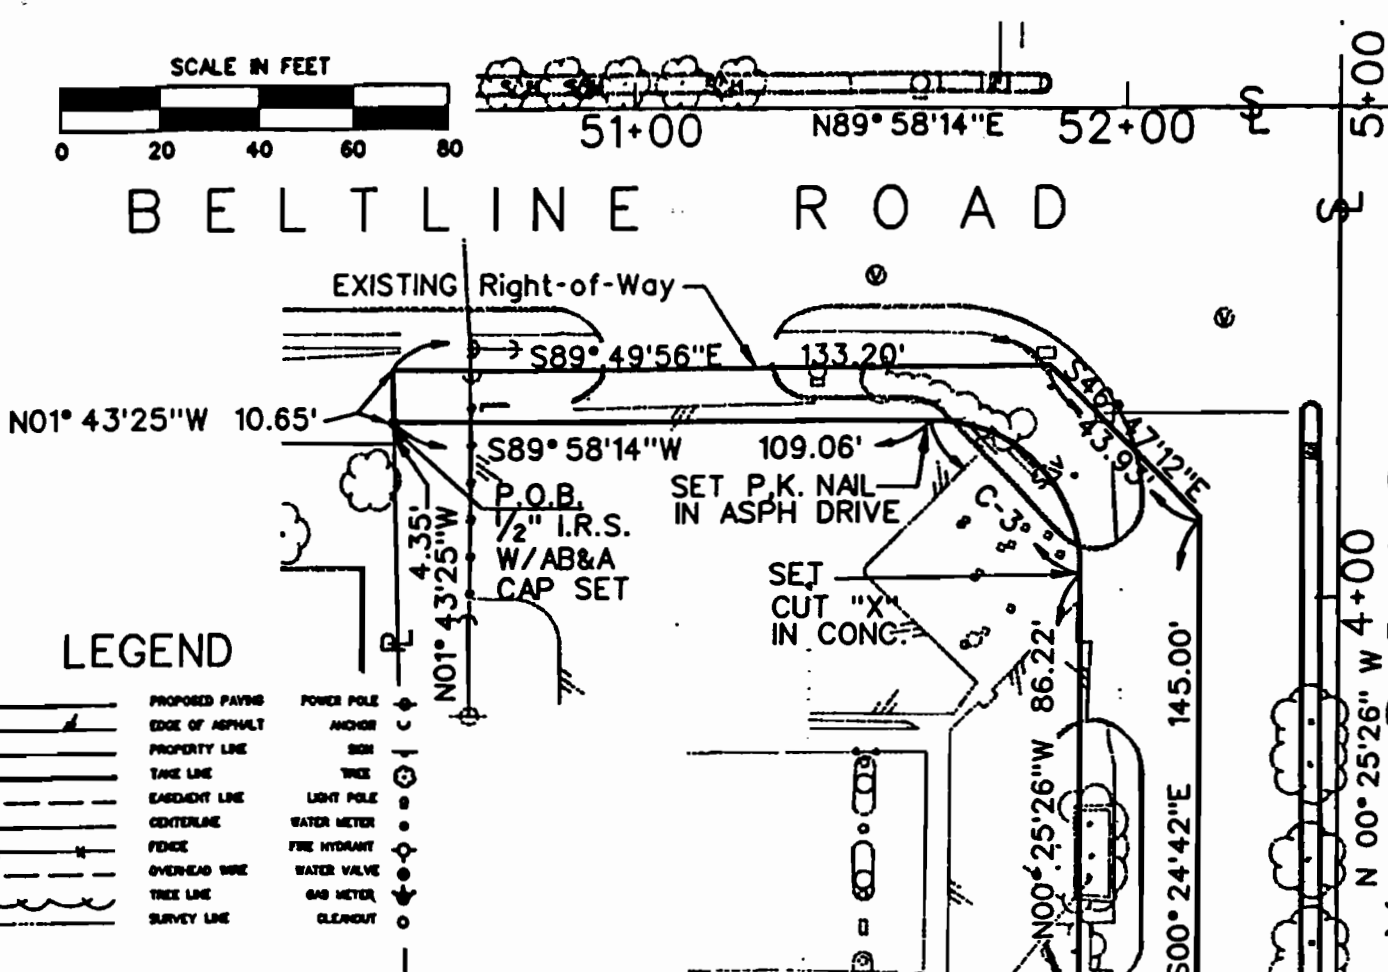 SCALE IN FEET
0 20 40 60 80
51+00
N89°58'14"E
52+00
5+00
BELTLINE ROAD
EXISTING Right-of-Way
S89°49'56"E 133.20'
N01°43'25"W 10.65'
S89°58'14"W 109.06'
S46°47'12"E
43.93'
P.O.B.
1/2" I.R.S.
W/AB&A
CAP SET
4.35'
N01°43'25"W
SET P.K. NAIL
IN ASPH DRIVE
C-3
SET
CUT "X"
IN CONC.
86.22'
N00°25'26"W
145.00'
S00°24'42"E
4+00
N 00°25'26" W
LEGEND
PROPOSED PAVING POWER POLE
EDGE OF ASPHALT ANCHOR
PROPERTY LINE SIGN
TAKE LINE TREE
EASEMENT LINE LIGHT POLE
CENTERLINE WATER METER
FENCE FIRE HYDRANT
OVERHEAD WIRE WATER VALVE
TREE LINE GAS METER
SURVEY LINE CLEANOUT